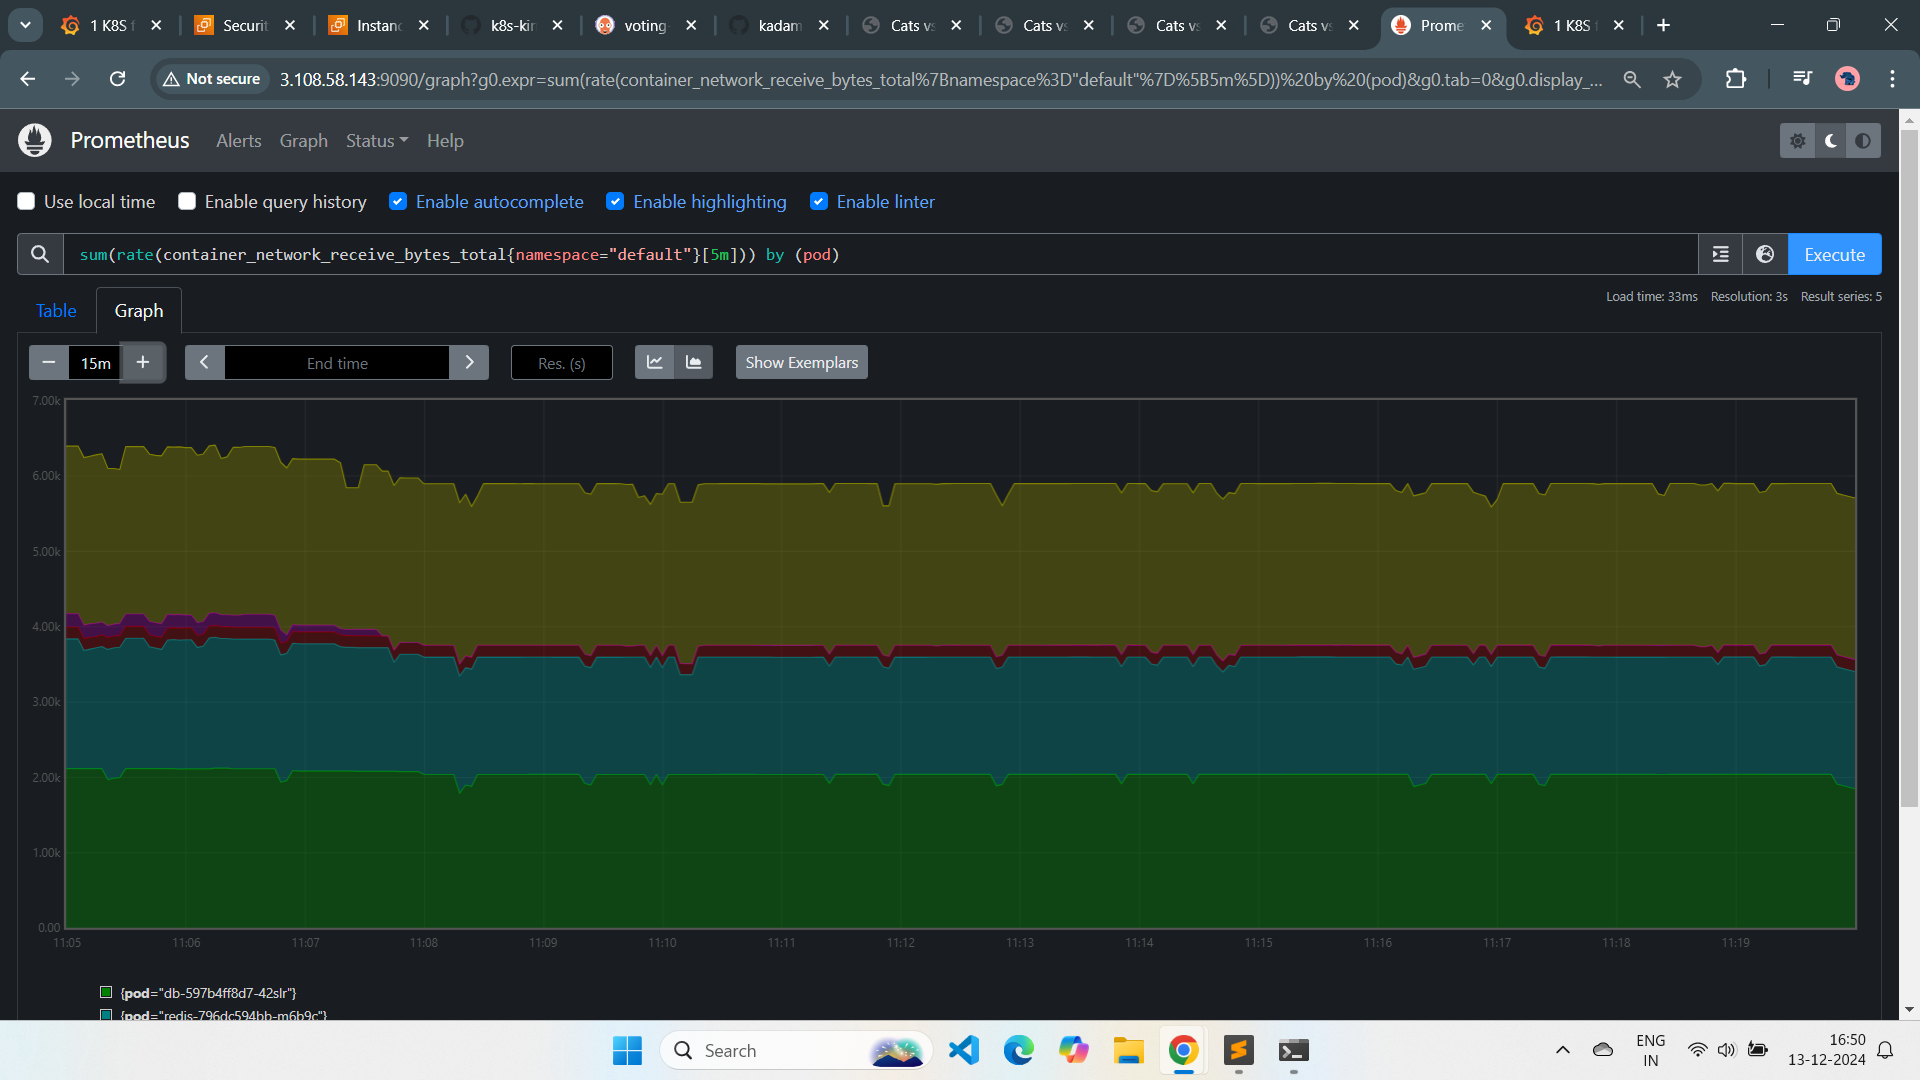 1 K8S f
Securit
Instanc
k8s-kin
voting-
kadam
Cats vs
Cats vs
Cats vs
Cats vs
Prome
1 K8S f
Not secure
3.108.58.143:9090/graph?g0.expr=sum(rate(container_network_receive_bytes_total%7Bnamespace%3D"default"%7D%5B5m%5D))%20by%20(pod)&g0.tab=0&g0.display_...
Prometheus Alerts Graph Status Help
Use local time Enable query history Enable autocomplete Enable highlighting Enable linter
sum(rate(container_network_receive_bytes_total{namespace="default"}[5m])) by (pod)
Execute
Table Graph
Load time: 33ms Resolution: 3s Result series: 5
− 15m + End time Res. (s) Show Exemplars
7.00k
6.00k
5.00k
4.00k
3.00k
2.00k
1.00k
0.00
11:05 11:06 11:07 11:08 11:09 11:10 11:11 11:12 11:13 11:14 11:15 11:16 11:17 11:18 11:19
{pod="db-597b4ff8d7-42slr"}
{pod="redis-796dc594bb-m6b9c"}
Search
ENG
IN
16:50
13-12-2024